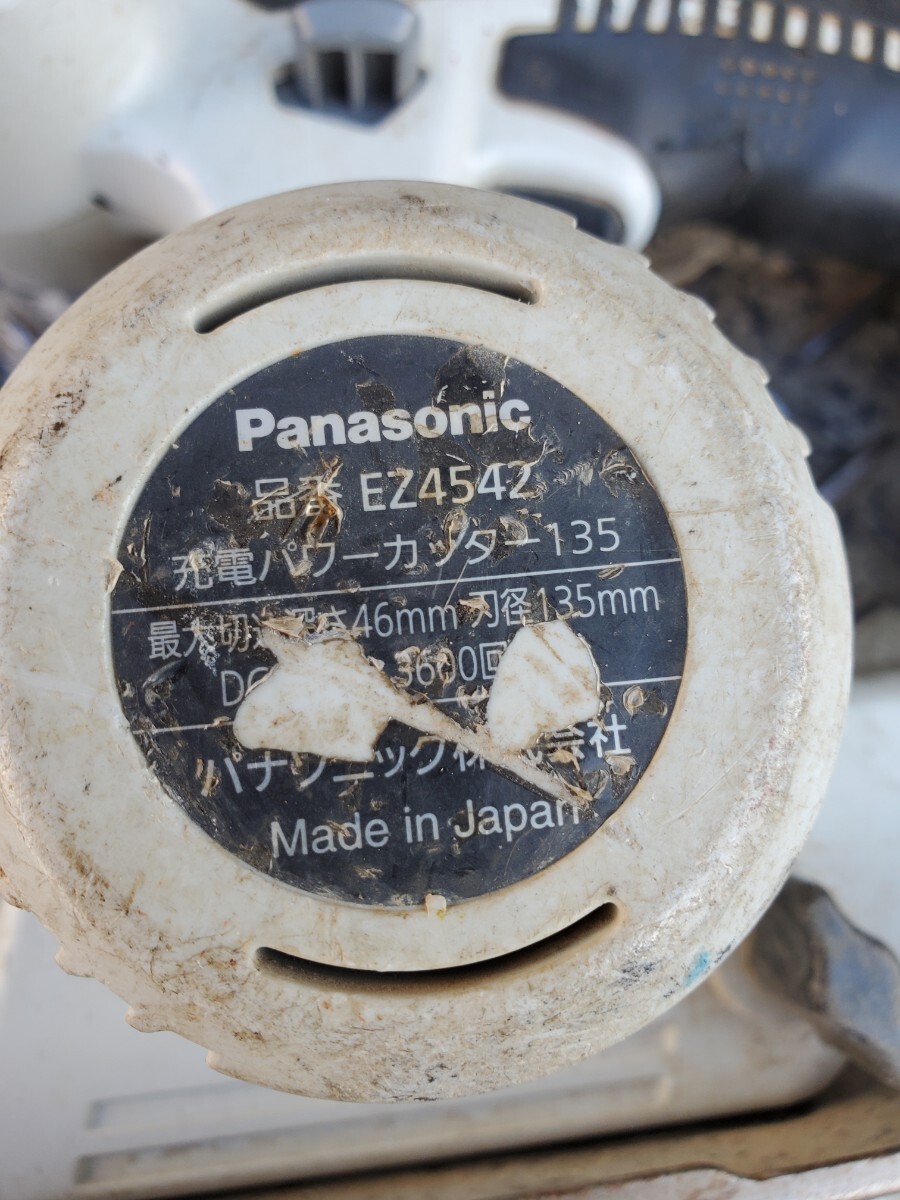 Panasonic
品番 EZ4542
充電パワーカッター135
最大切込深さ46mm 刃径135mm
DC 3600回
パナソニック株式会社
Made in Japan